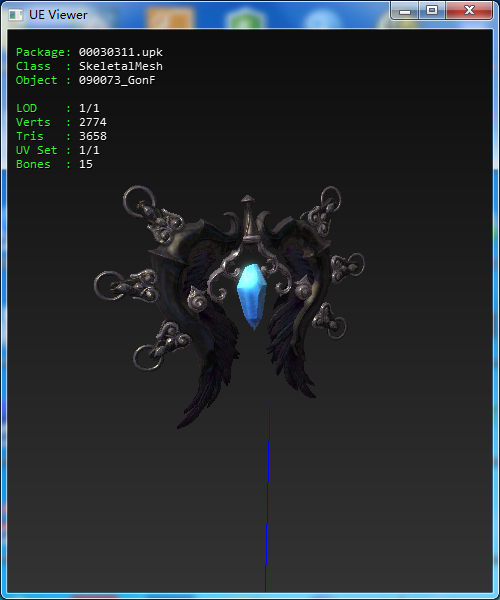 UE Viewer
Package: 00030311.upk
Class : SkeletalMesh
Object : 090073_GonF
LOD : 1/1
Verts : 2774
Tris : 3658
UV Set : 1/1
Bones : 15